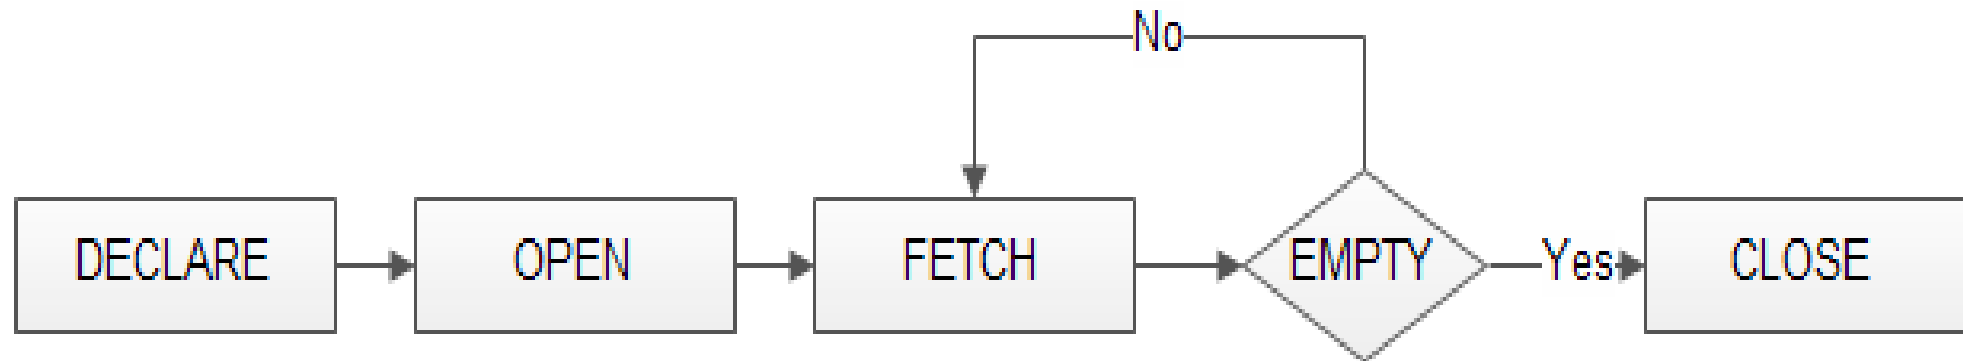 No
DECLARE
OPEN
FETCH
EMPTY
Yes
CLOSE